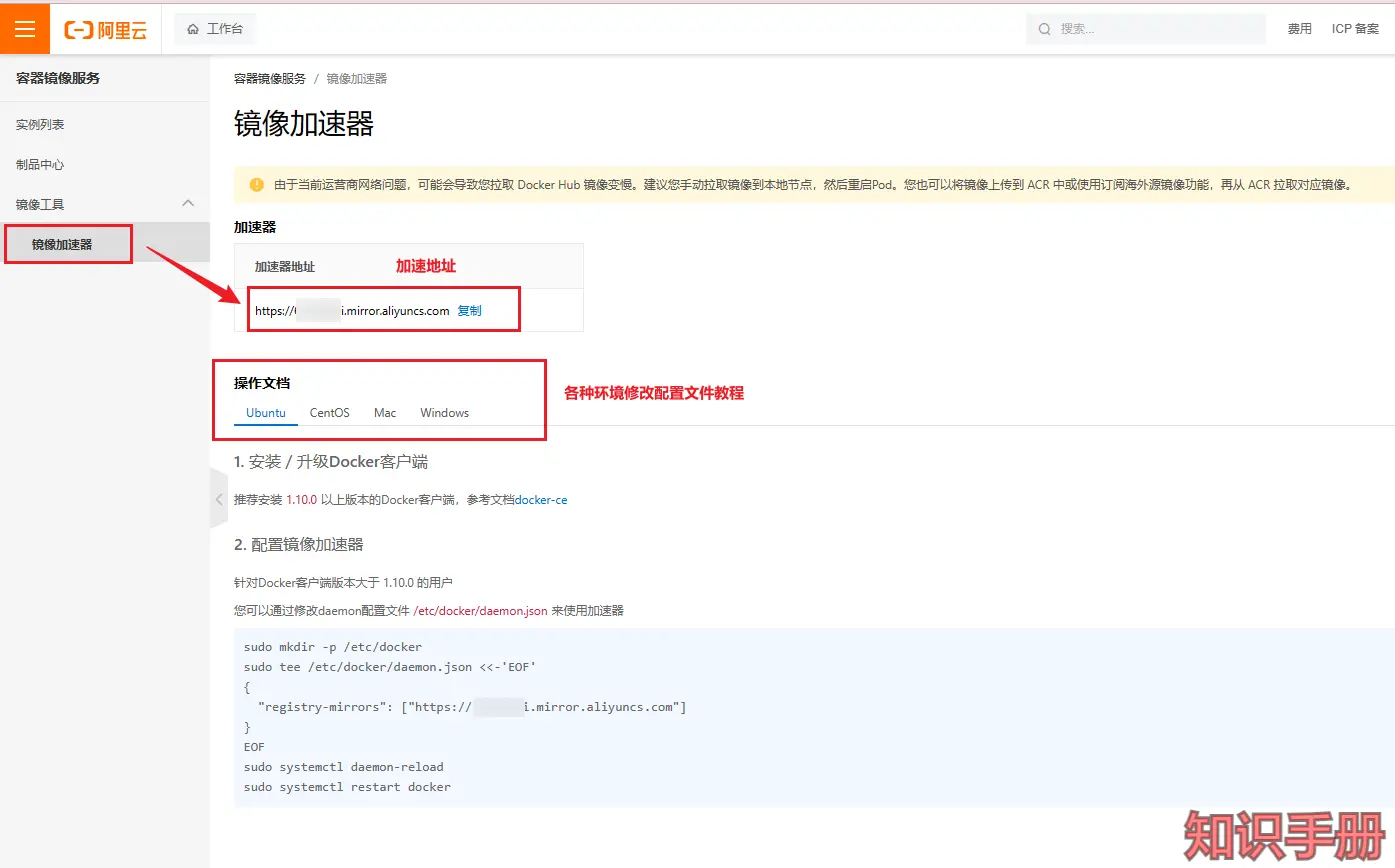 阿里云
工作台
搜索...
费用
ICP 备案
容器镜像服务
实例列表
制品中心
镜像工具
镜像加速器
容器镜像服务 / 镜像加速器
镜像加速器
由于当前运营商网络问题，可能会导致您拉取 Docker Hub 镜像变慢。建议您手动拉取镜像到本地节点，然后重启Pod。您也可以将镜像上传到 ACR 中或使用订阅海外源镜像功能，再从 ACR 拉取对应镜像。
加速器
加速器地址
加速地址
https:// i.mirror.aliyuncs.com 复制
操作文档
各种环境修改配置文件教程
Ubuntu CentOS Mac Windows
1. 安装 / 升级Docker客户端
推荐安装 1.10.0 以上版本的Docker客户端，参考文档docker-ce
2. 配置镜像加速器
针对Docker客户端版本大于 1.10.0 的用户
您可以通过修改daemon配置文件 /etc/docker/daemon.json 来使用加速器
sudo mkdir -p /etc/docker
sudo tee /etc/docker/daemon.json <<-'EOF'
{
"registry-mirrors": ["https:// i.mirror.aliyuncs.com"]
}
EOF
sudo systemctl daemon-reload
sudo systemctl restart docker
知识手册